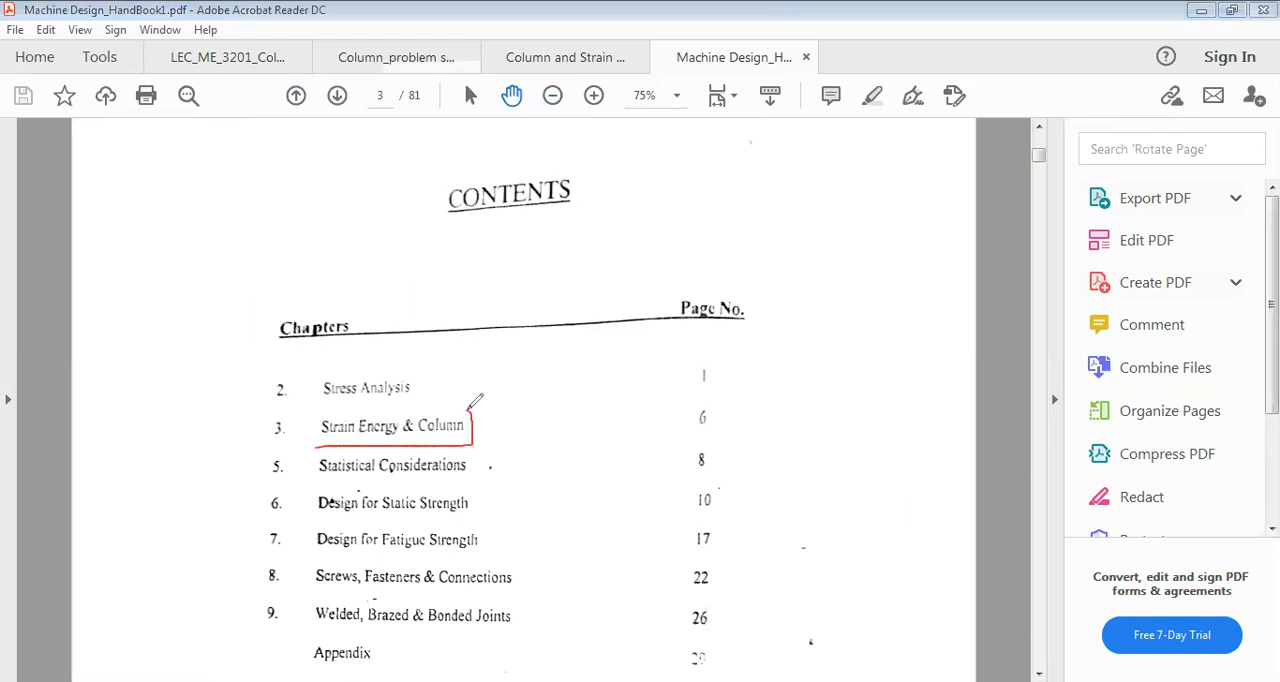 Machine Design_HandBook1.pdf - Adobe Acrobat Reader DC
File Edit View Sign Window Help
Home Tools LEC_ME_3201_Col... Column_problem s... Column and Strain ... Machine Design_H... × Sign In
3 / 81 75%
CONTENTS
Chapters Page No.
2. Stress Analysis 1
3. Strain Energy & Column 6
5. Statistical Considerations 8
6. Design for Static Strength 10
7. Design for Fatigue Strength 17
8. Screws, Fasteners & Connections 22
9. Welded, Brazed & Bonded Joints 26
Appendix
Search 'Rotate Page'
Export PDF
Edit PDF
Create PDF
Comment
Combine Files
Organize Pages
Compress PDF
Redact
Convert, edit and sign PDF
forms & agreements
Free 7-Day Trial